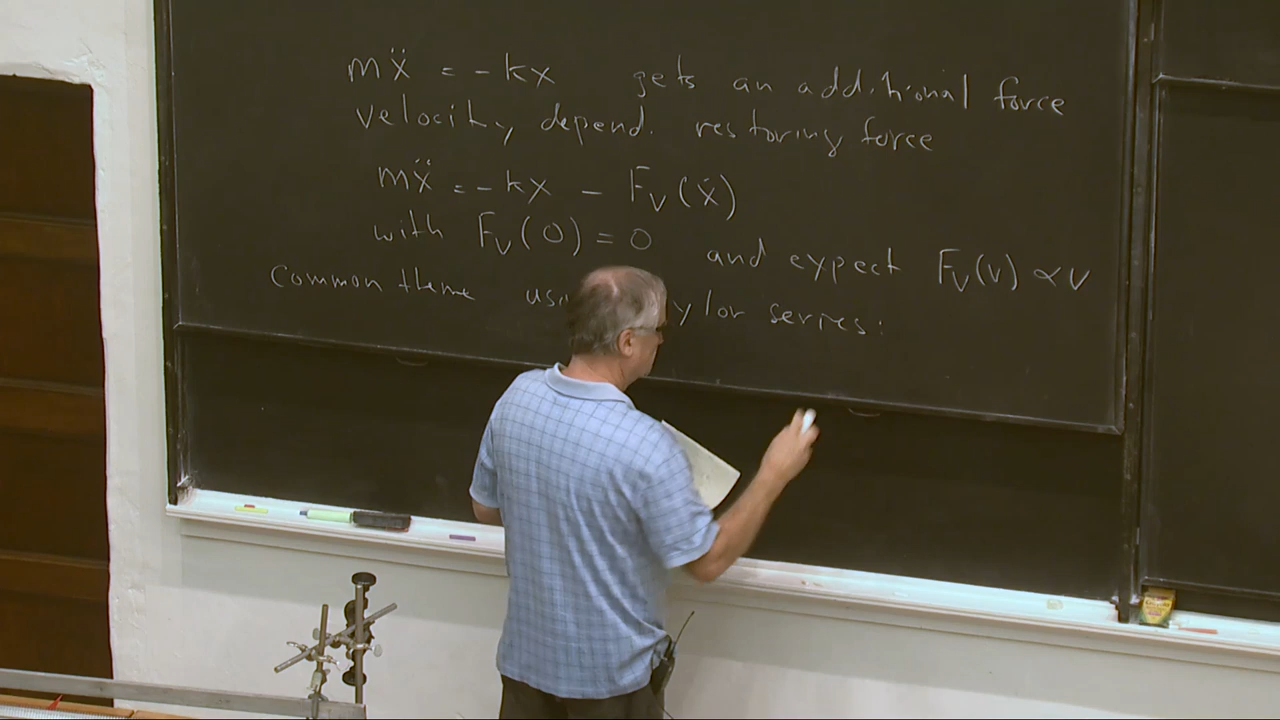 mẍ = -kx gets an additional force
velocity depend. restoring force
mẍ = -kx - F_V(ẋ)
with F_V(0) = 0 and expect F_V(v) ∝ v
Common theme usi ylor series: